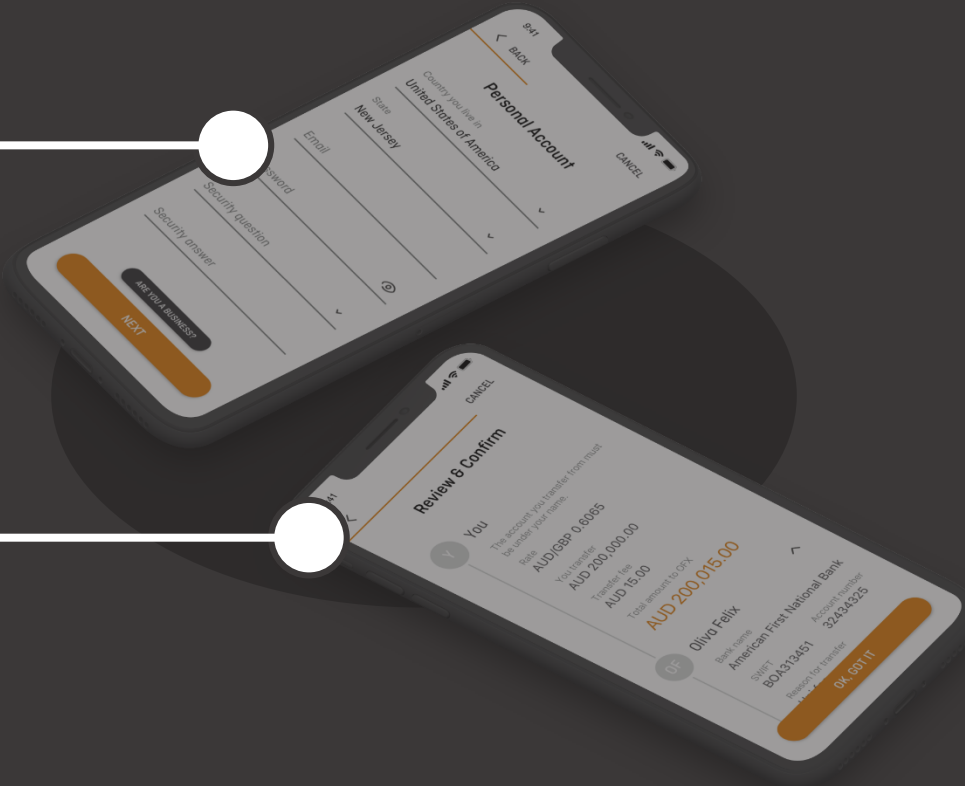 9:41
BACK
CANCEL
Personal Account
Country you live in
United States of America
State
New Jersey
Email
Security question
Security answer
ARE YOU A BUSINESS?
NEXT
CANCEL
Review & Confirm
Y
You
The account you transfer from must
be under your name.
Rate
AUD/GBP 0.6065
You transfer
AUD 200,000.00
Transfer fee
AUD 15.00
Total amount to OFX
AUD 200,015.00
OF
Oliva Felix
Bank name
American First National Bank
SWIFT
Account number
BOA313451
32434325
Reason for transfer
OK, GOT IT